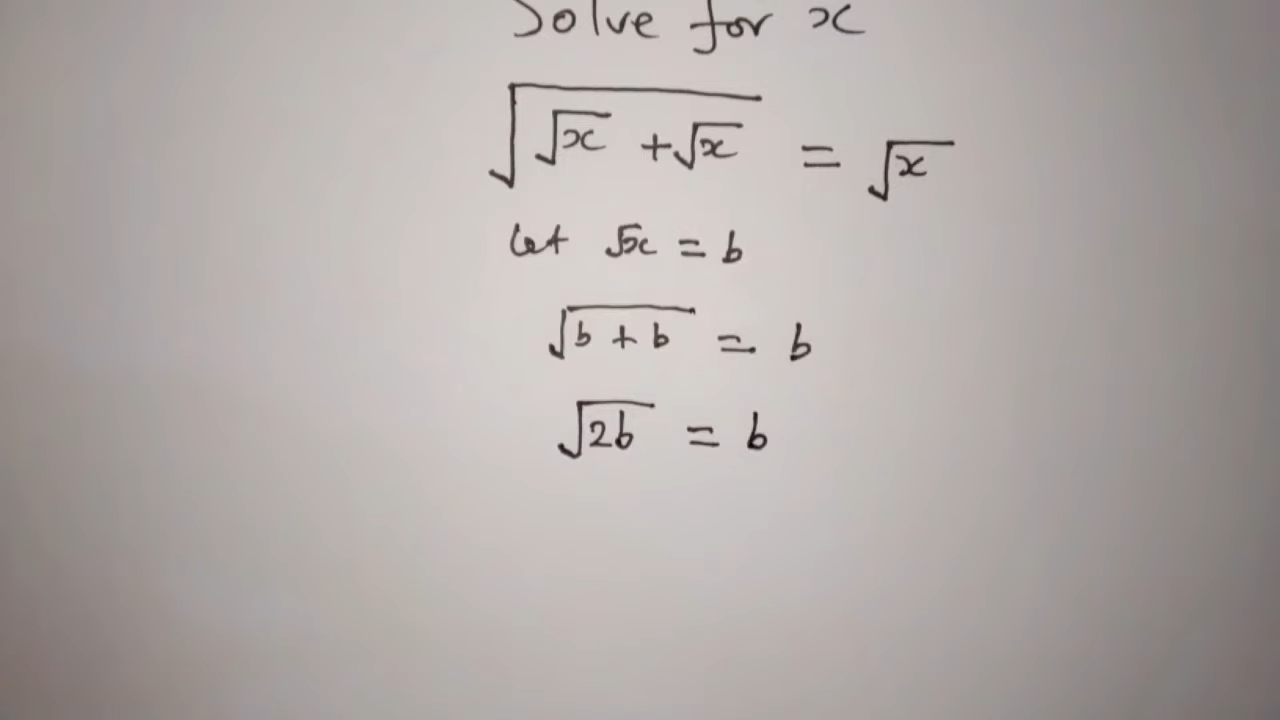 Solve for x
√(√x + √x) = √x
let √x = b
√(b + b) = b
√(2b) = b